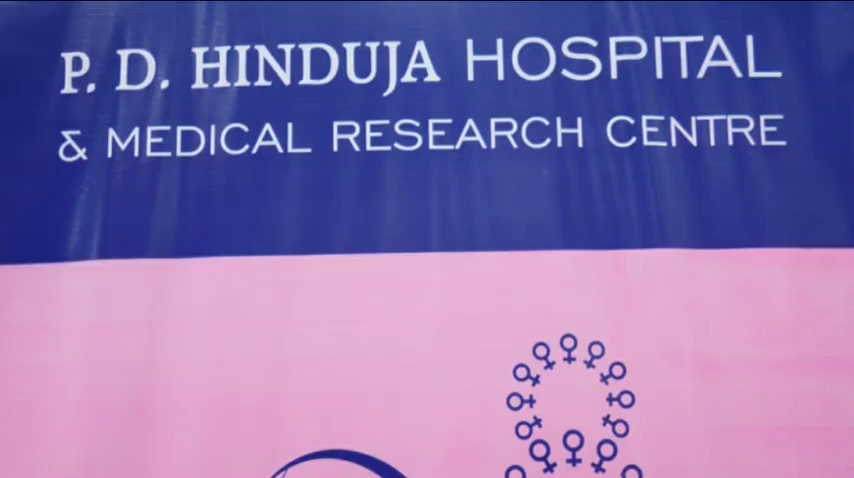 P. D. HINDUJA HOSPITAL
& MEDICAL RESEARCH CENTRE